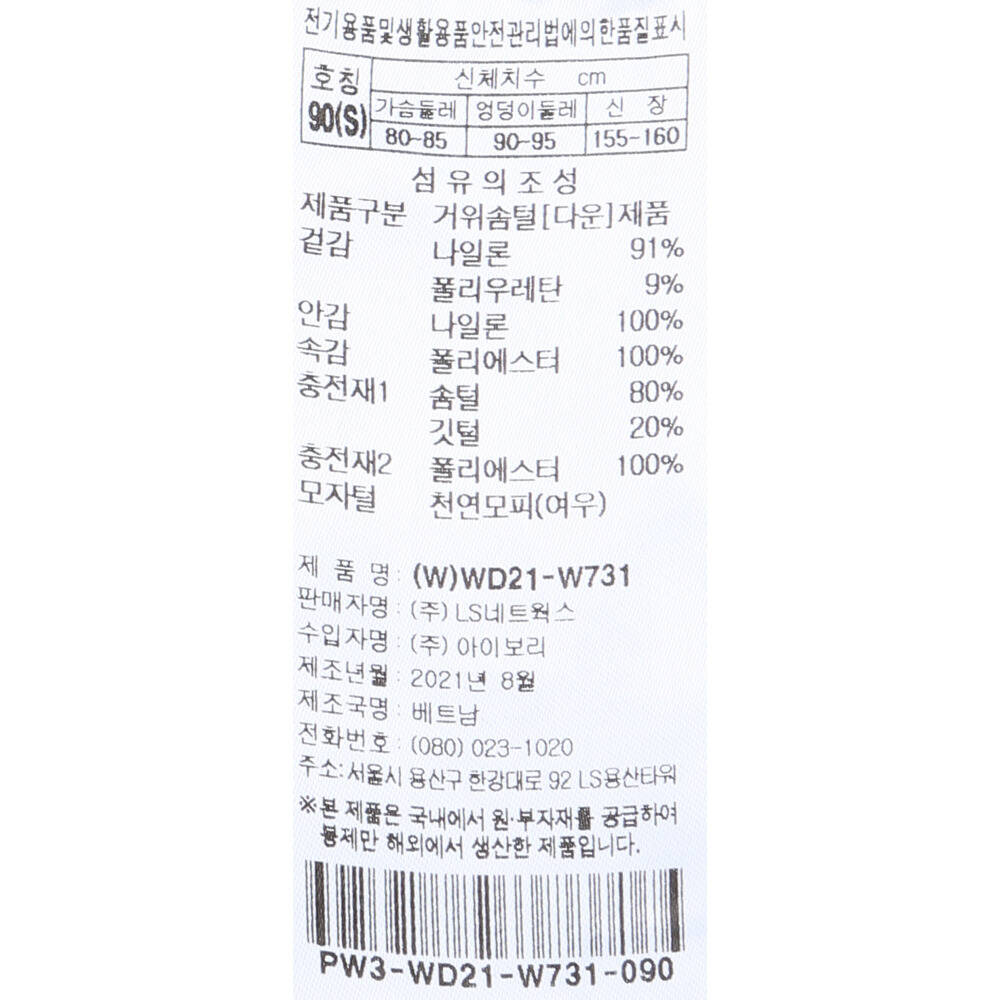 전기용품및생활용품안전관리법에의한품질표시
호칭 신체치수 cm
90(S) 가슴둘레 엉덩이둘레 신 장
80-85 90-95 155-160
섬유의조성
제품구분 거위솜털[다운]제품
겉감 나일론 91%
폴리우레탄 9%
안감 나일론 100%
속감 폴리에스터 100%
충전재1 솜털 80%
깃털 20%
충전재2 폴리에스터 100%
모자털 천연모피(여우)
제 품 명: (W)WD21-W731
판매자명: (주)LS네트웍스
수입자명: (주)아이보리
제조년월: 2021년 8월
제조국명: 베트남
전화번호: (080) 023-1020
주소:서울시 용산구 한강대로 92 LS용산타워
※본 제품은 국내에서 원·부자재를 공급하여
봉제만 해외에서 생산한 제품입니다.
PW3-WD21-W731-090